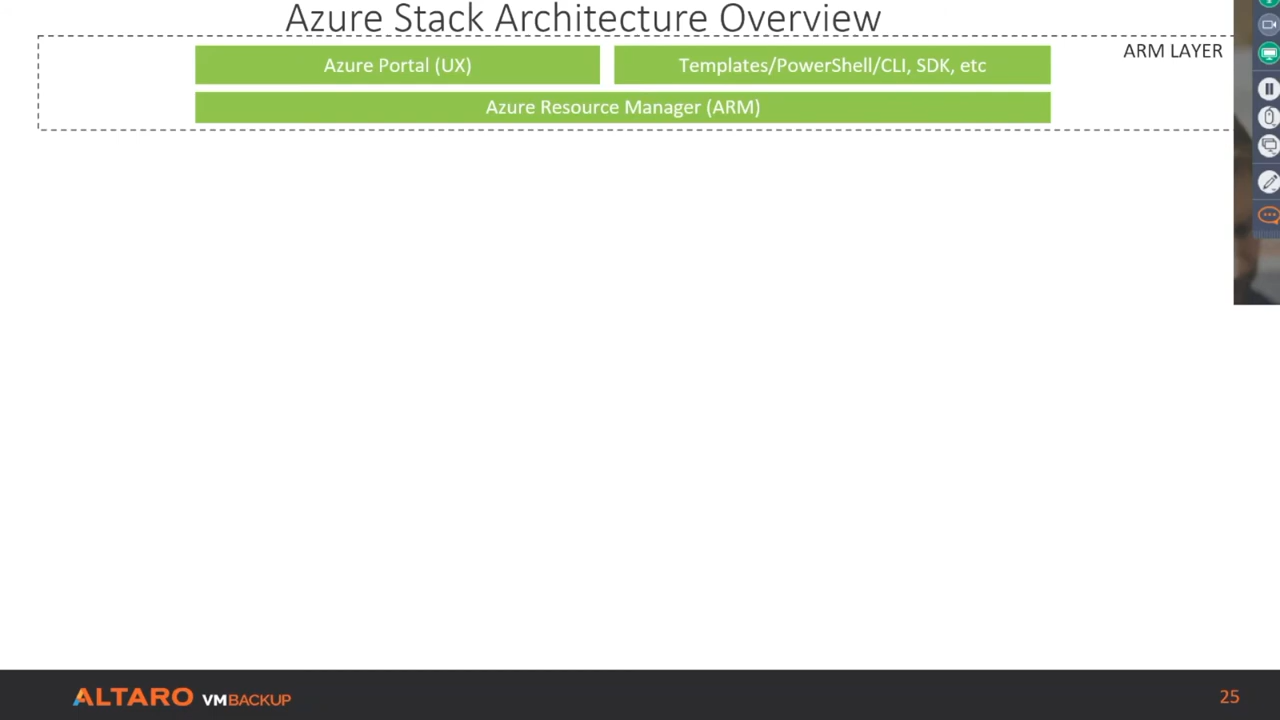 Azure Stack Architecture Overview
ARM LAYER
Azure Portal (UX)
Templates/PowerShell/CLI, SDK, etc
Azure Resource Manager (ARM)
ALTARO VMBACKUP
25